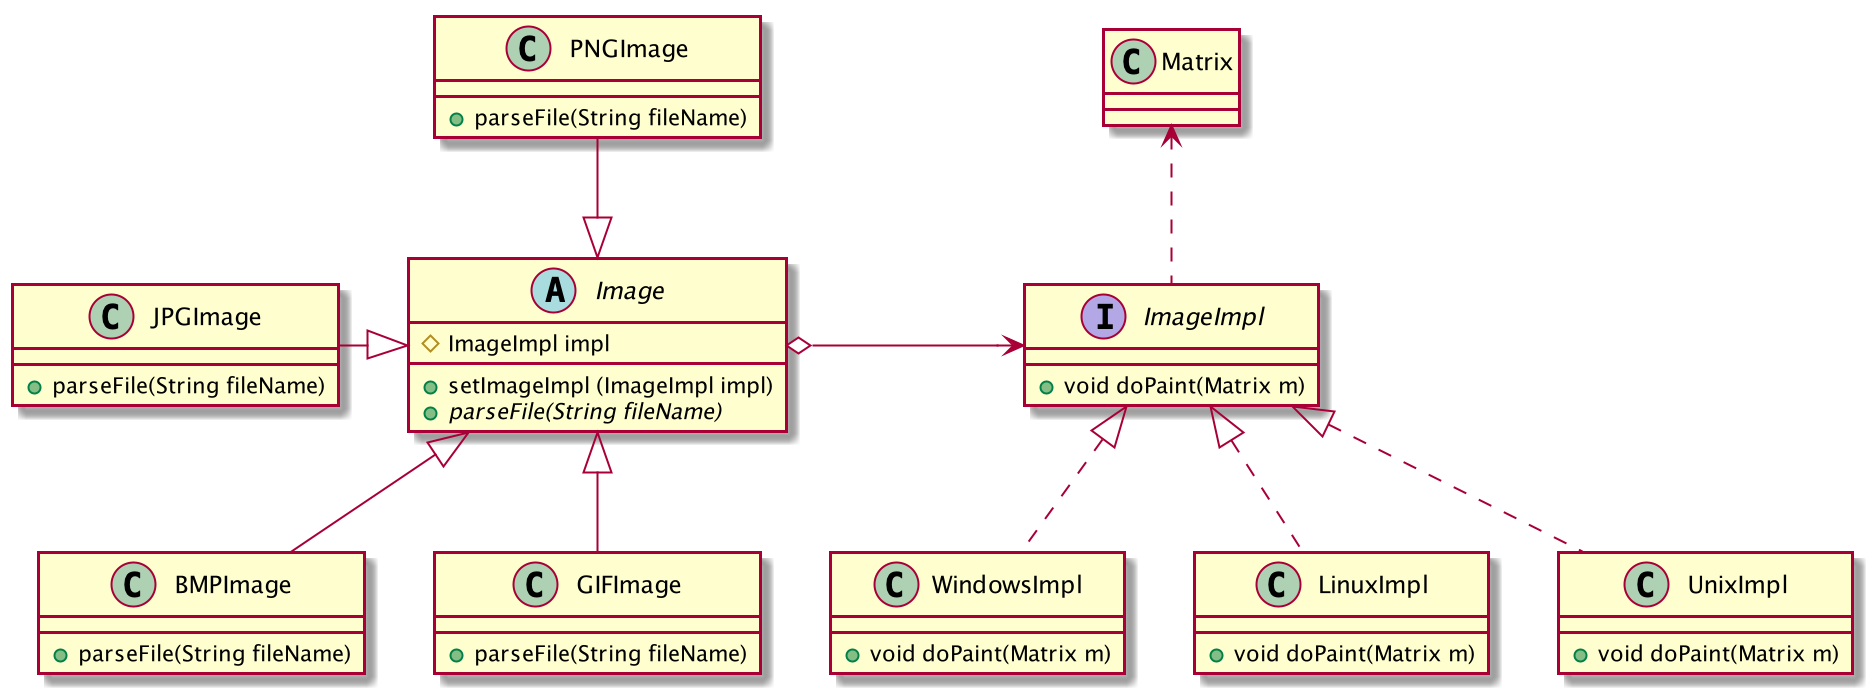 C PNGImage
parseFile(String fileName)
C Matrix
C JPGImage
parseFile(String fileName)
A Image
ImageImpl impl
setImageImpl (ImageImpl impl)
parseFile(String fileName)
I ImageImpl
void doPaint(Matrix m)
C BMPImage
parseFile(String fileName)
C GIFImage
parseFile(String fileName)
C WindowsImpl
void doPaint(Matrix m)
C LinuxImpl
void doPaint(Matrix m)
C UnixImpl
void doPaint(Matrix m)